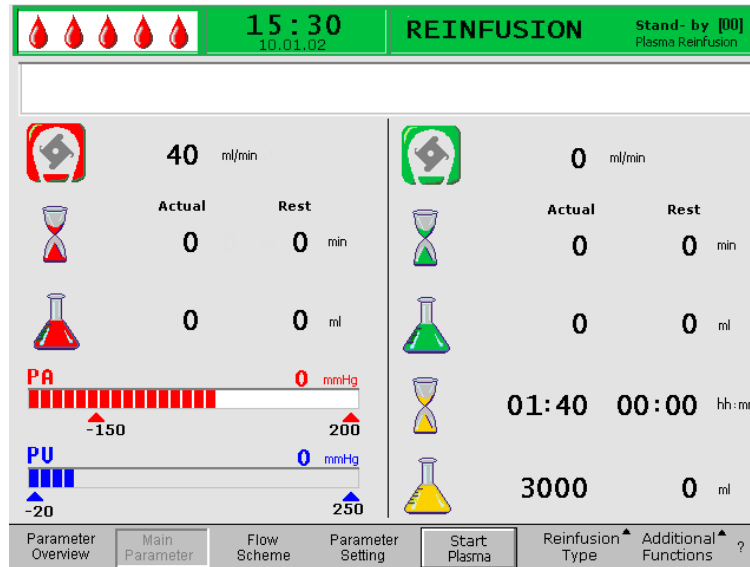 15:30
10.01.02
REINFUSION
Stand- by [00]
Plasma Reinfusion
40 ml/min
Actual Rest
0 0 min
0 0 ml
PA 0 mmHg
-150 200
PV 0 mmHg
-20 250
0 ml/min
Actual Rest
0 0 min
0 0 ml
01:40 00:00
3000 0 ml
Parameter Overview
Main Parameter
Flow Scheme
Parameter Setting
Start Plasma
Reinfusion Type
Additional Functions
?